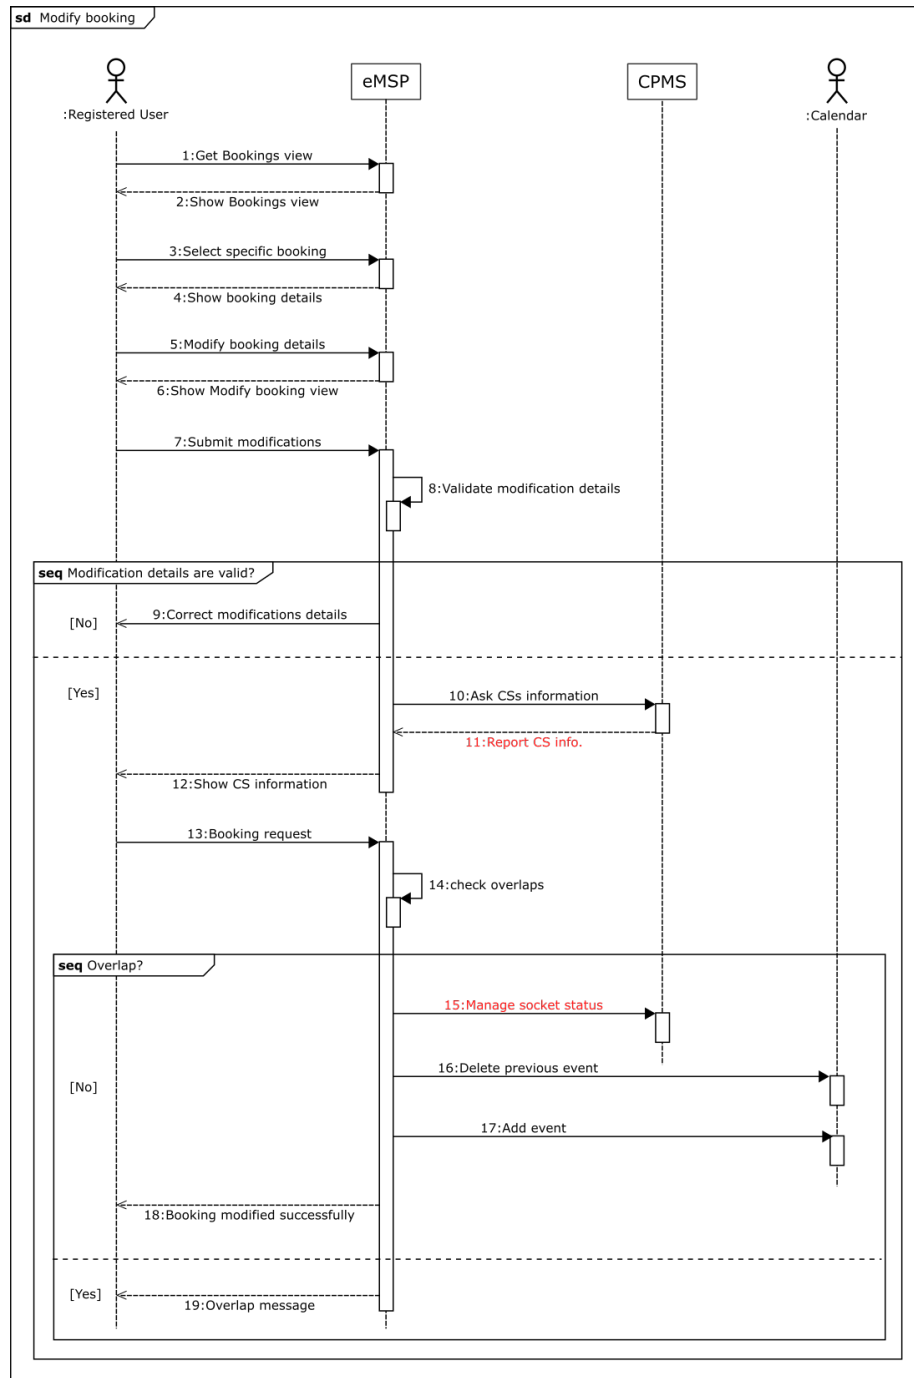 sd Modify booking
eMSP
CPMS
:Registered User
:Calendar
1:Get Bookings view
2:Show Bookings view
3:Select specific booking
4:Show booking details
5:Modify booking details
6:Show Modify booking view
7:Submit modifications
8:Validate modification details
seq Modification details are valid?
9:Correct modifications details
[No]
[Yes]
10:Ask CSs information
11:Report CS info.
12:Show CS information
13:Booking request
14:check overlaps
seq Overlap?
15:Manage socket status
16:Delete previous event
[No]
17:Add event
18:Booking modified successfully
[Yes]
19:Overlap message